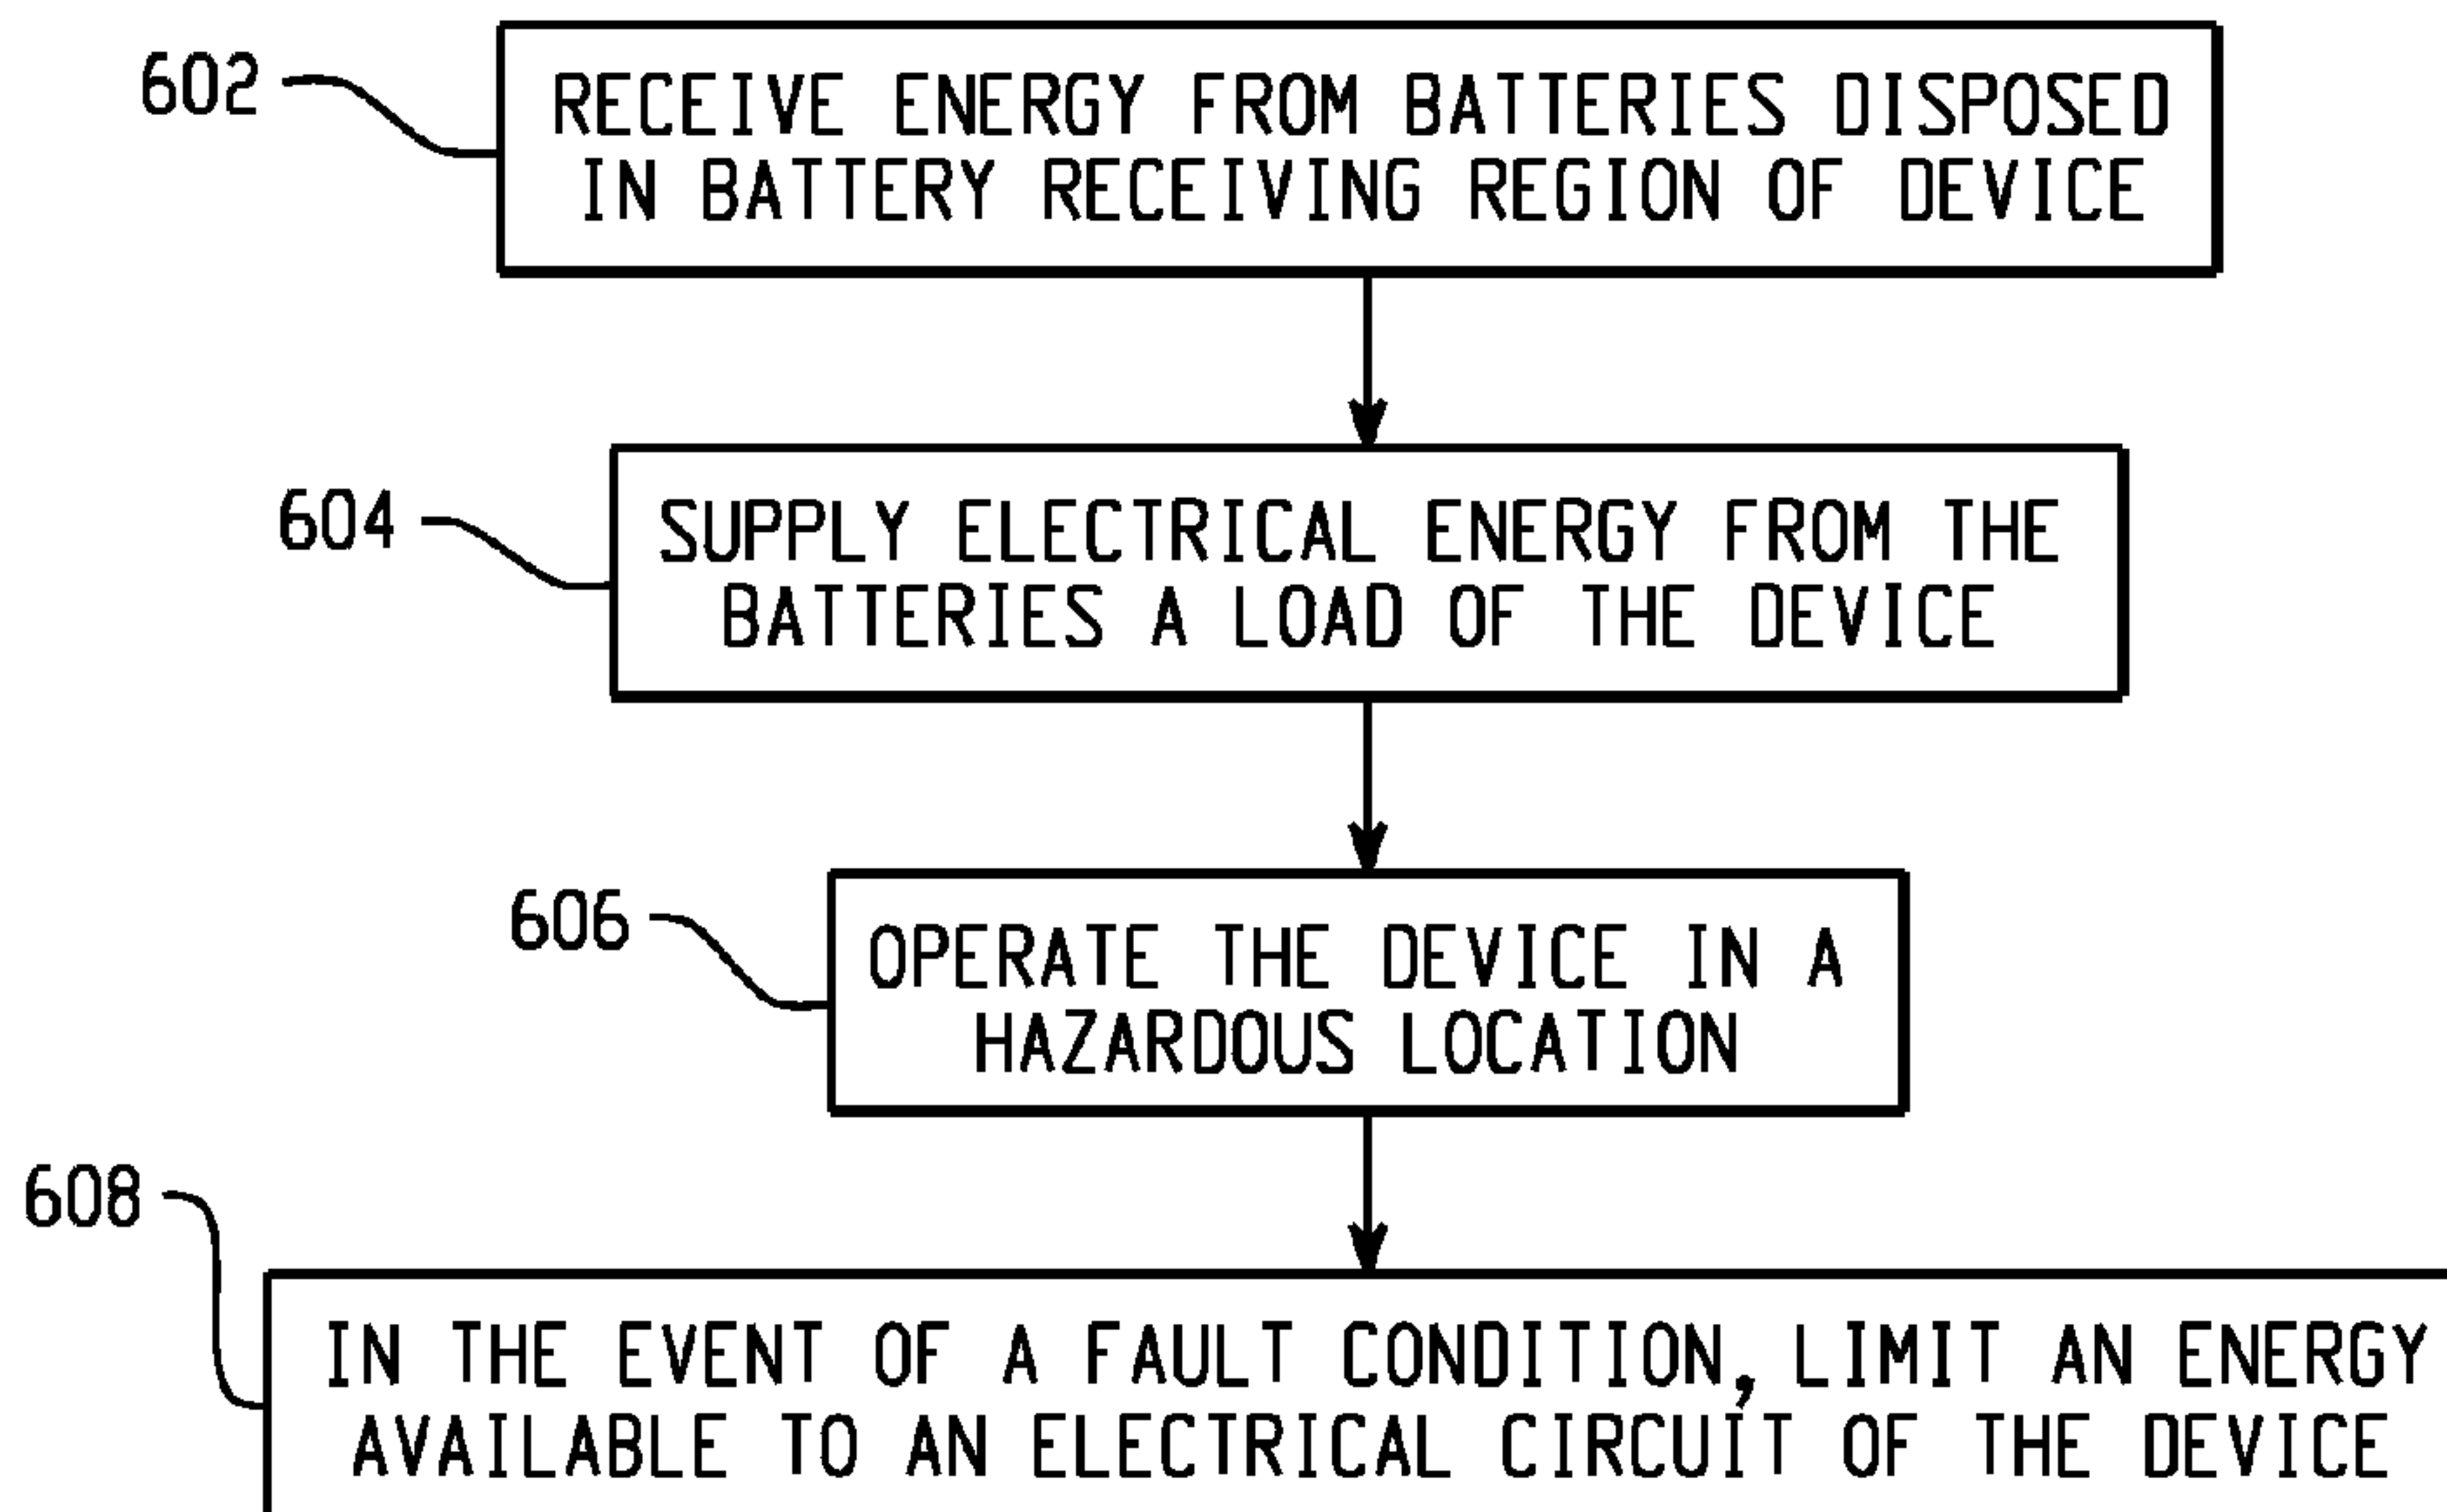 602
RECEIVE ENERGY FROM BATTERIES DISPOSED
IN BATTERY RECEIVING REGION OF DEVICE
604
SUPPLY ELECTRICAL ENERGY FROM THE
BATTERIES A LOAD OF THE DEVICE
606
OPERATE THE DEVICE IN A
HAZARDOUS LOCATION
608
IN THE EVENT OF A FAULT CONDITION, LIMIT AN ENERGY
AVAILABLE TO AN ELECTRICAL CIRCUIT OF THE DEVICE